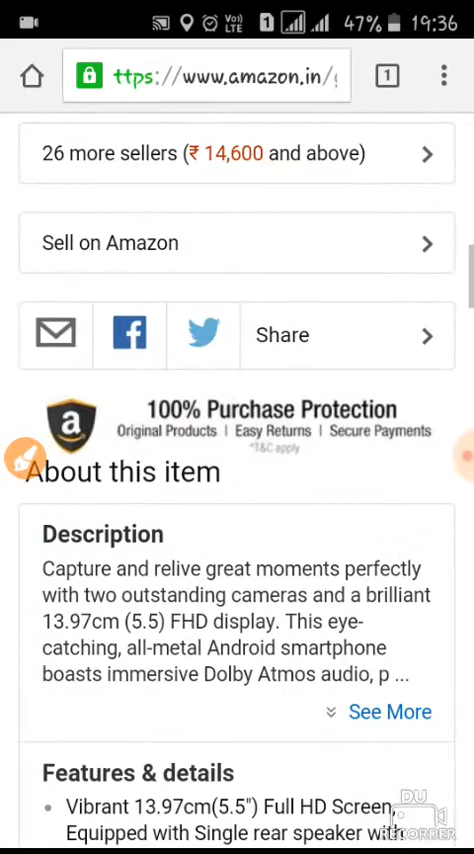 Vo)) LTE 1 47% 19:36
ttps://www.amazon.in/g
1
26 more sellers (₹ 14,600 and above)
Sell on Amazon
Share
a 100% Purchase Protection
Original Products | Easy Returns | Secure Payments
*T&C apply
About this item
Description
Capture and relive great moments perfectly
with two outstanding cameras and a brilliant
13.97cm (5.5) FHD display. This eye-
catching, all-metal Android smartphone
boasts immersive Dolby Atmos audio, p ...
See More
Features & details
• Vibrant 13.97cm(5.5") Full HD Screen,
Equipped with Single rear speaker with
DU
RECORDER